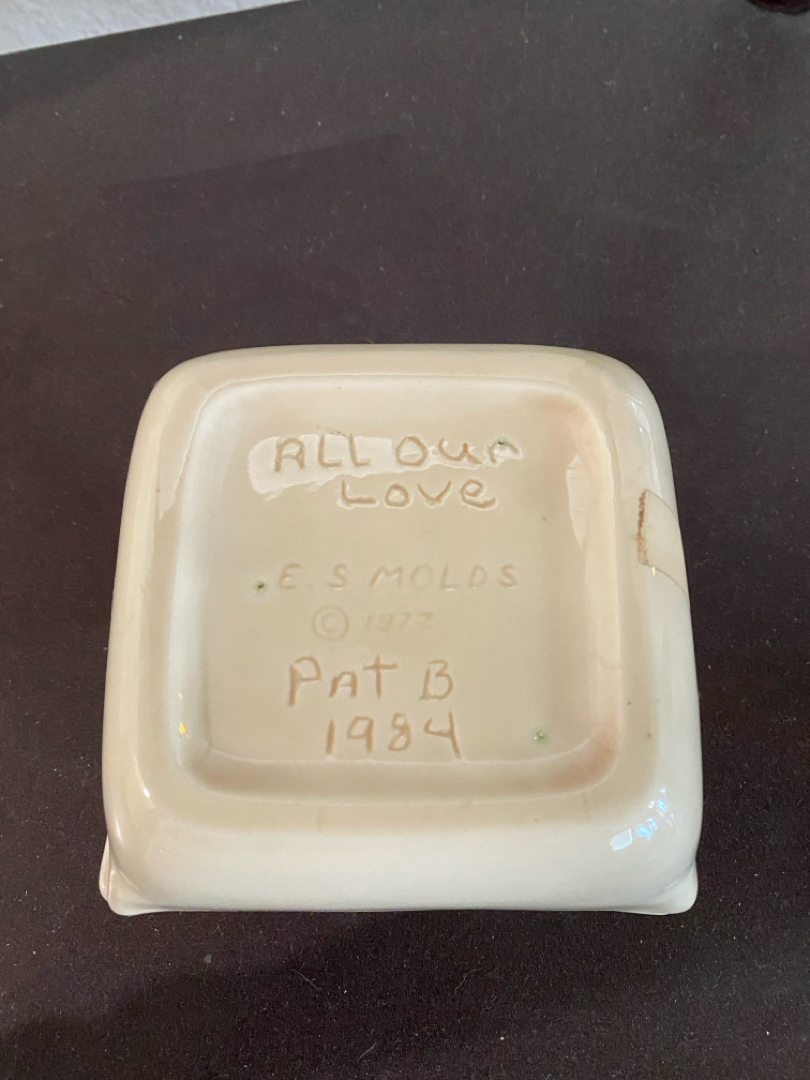 ALL Our
Love
E. S MOLDS
© 1977
Pat B
1984